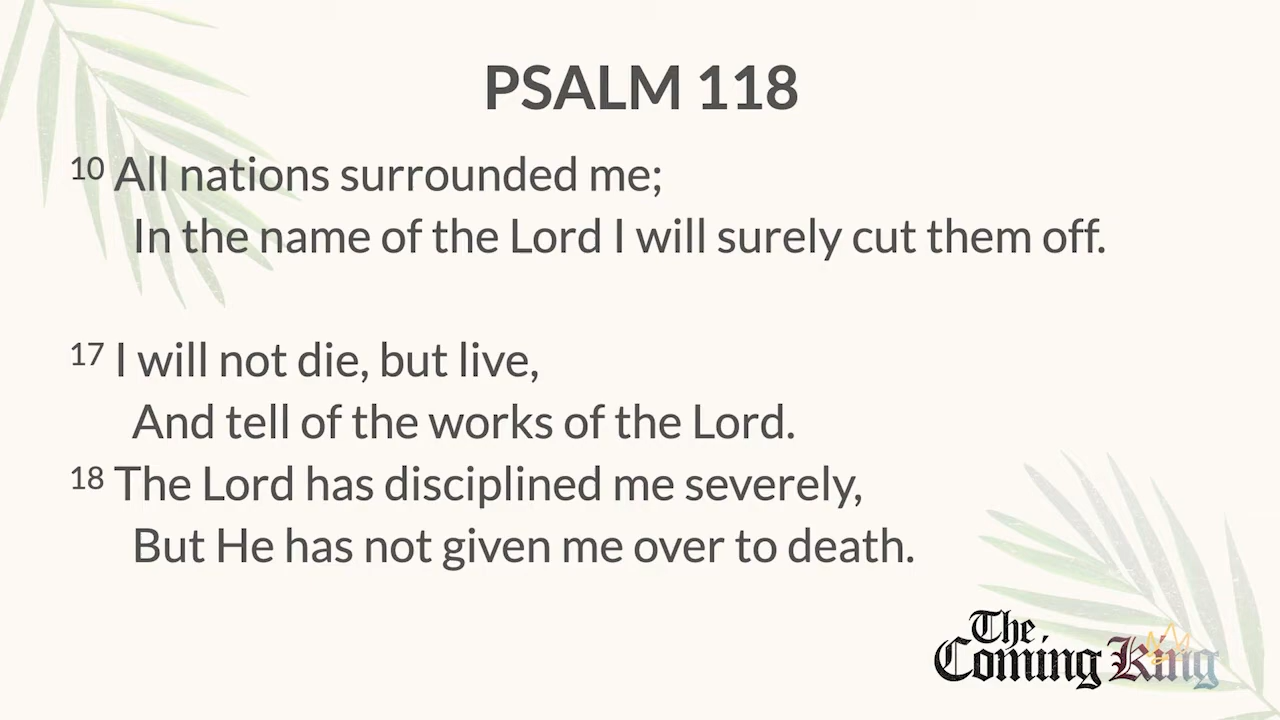 PSALM 118
10 All nations surrounded me;
In the name of the Lord I will surely cut them off.
17 I will not die, but live,
And tell of the works of the Lord.
18 The Lord has disciplined me severely,
But He has not given me over to death.
The
Coming King